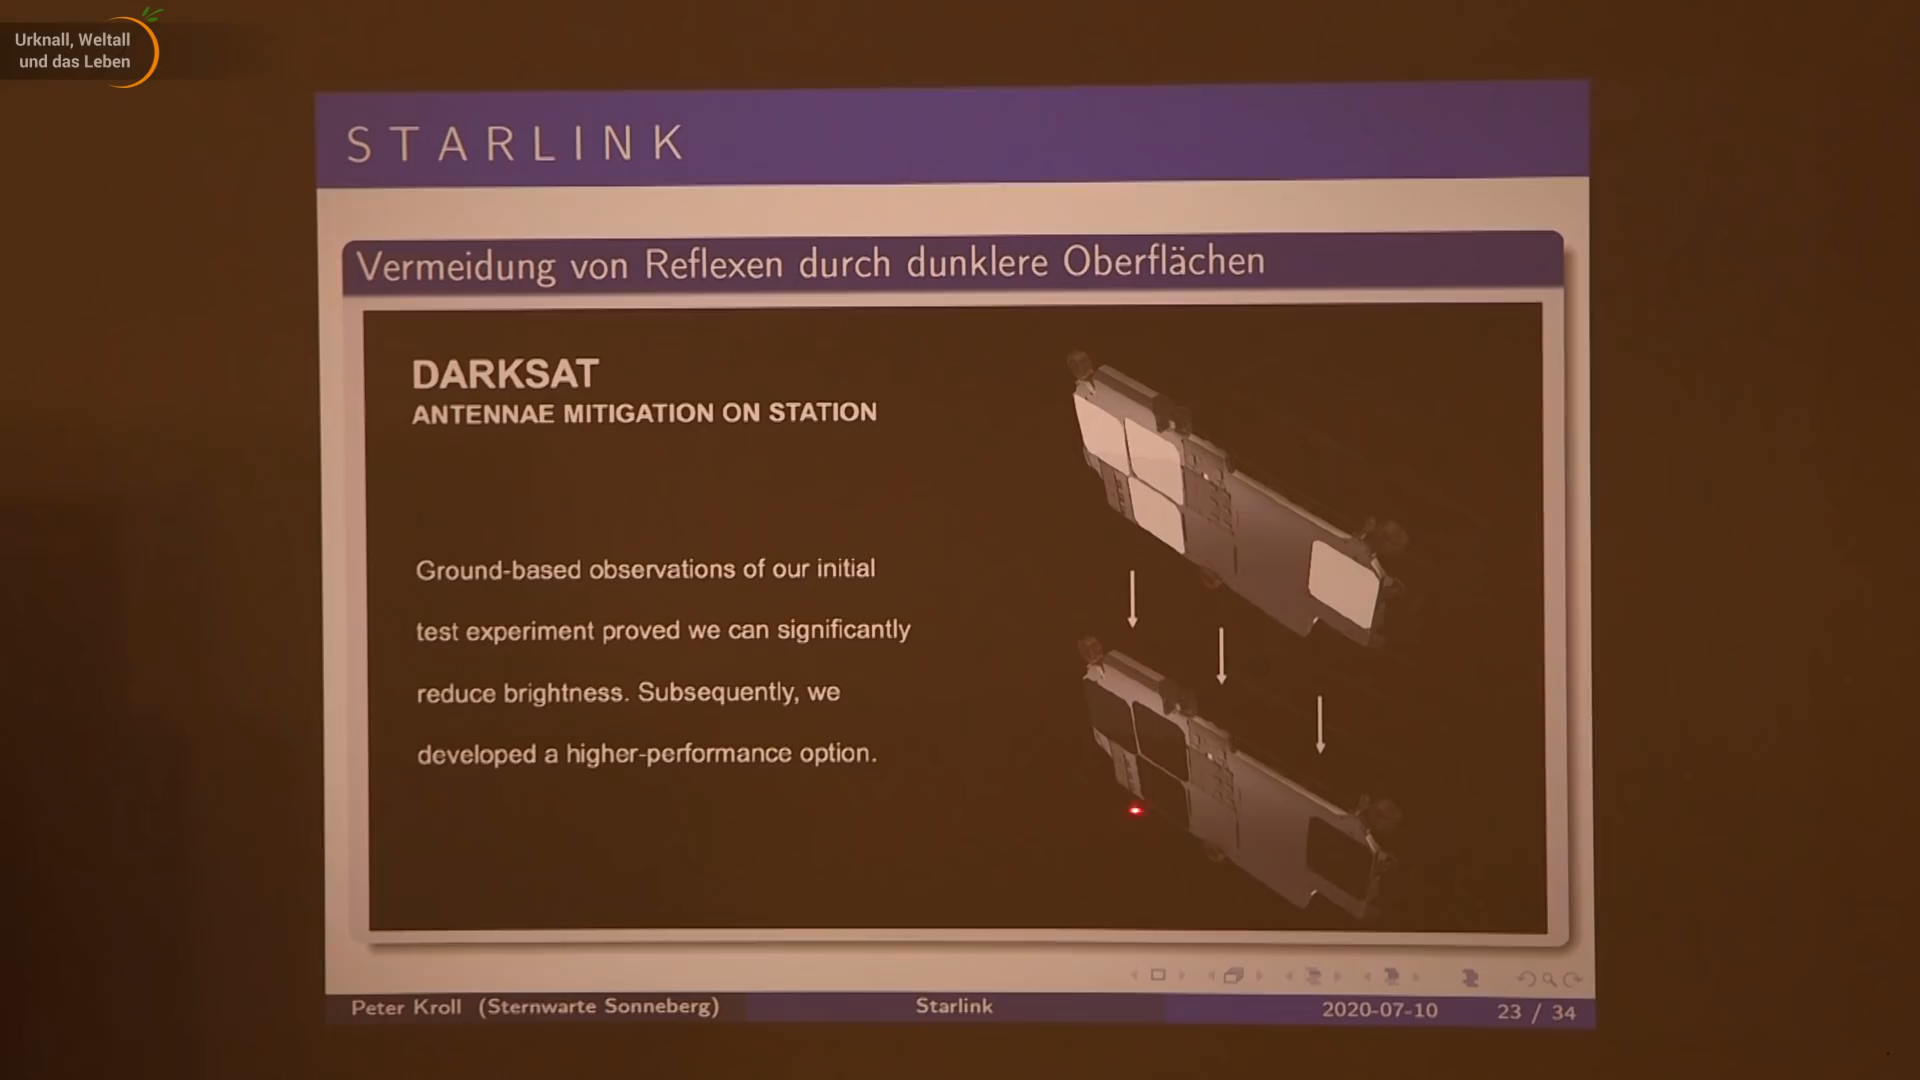 Urknall, Weltall
und das Leben
STARLINK
Vermeidung von Reflexen durch dunklere Oberflächen
DARKSAT
ANTENNAE MITIGATION ON STATION
Ground-based observations of our initial
test experiment proved we can significantly
reduce brightness. Subsequently, we
developed a higher-performance option.
Peter Kroll (Sternwarte Sonneberg) Starlink 2020-07-10 23 / 34